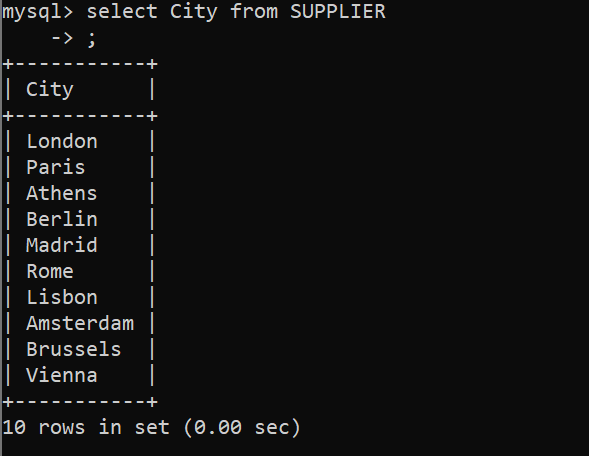 mysql> select City from SUPPLIER
    -> ;
+-----------+
| City      |
+-----------+
| London    |
| Paris     |
| Athens    |
| Berlin    |
| Madrid    |
| Rome      |
| Lisbon    |
| Amsterdam |
| Brussels  |
| Vienna    |
+-----------+
10 rows in set (0.00 sec)